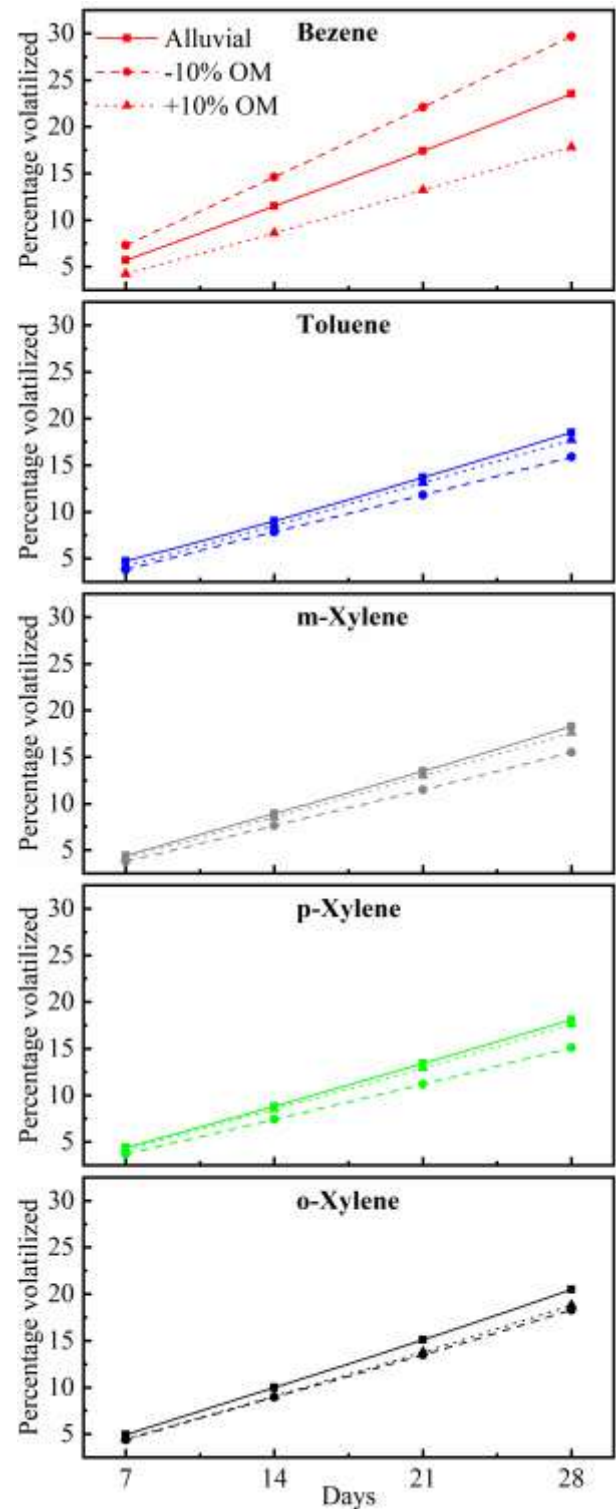 Bezene
Alluvial
-10% OM
+10% OM
Percentage volatilized
30
25
20
15
10
5
Toluene
Percentage volatilized
30
25
20
15
10
5
m-Xylene
Percentage volatilized
30
25
20
15
10
5
p-Xylene
Percentage volatilized
30
25
20
15
10
5
o-Xylene
Percentage volatilized
30
25
20
15
10
5
7 14 21 28
Days